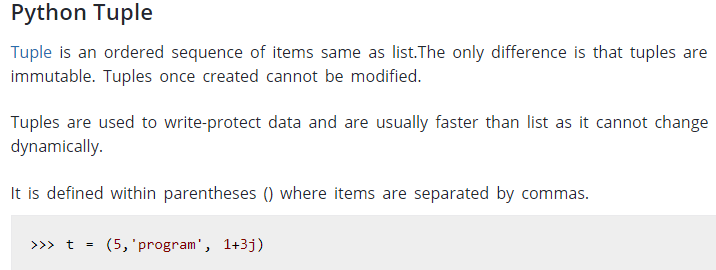 Python Tuple
Tuple is an ordered sequence of items same as list.The only difference is that tuples are
immutable. Tuples once created cannot be modified.
Tuples are used to write-protect data and are usually faster than list as it cannot change
dynamically.
It is defined within parentheses () where items are separated by commas.
>>> t = (5,'program', 1+3j)